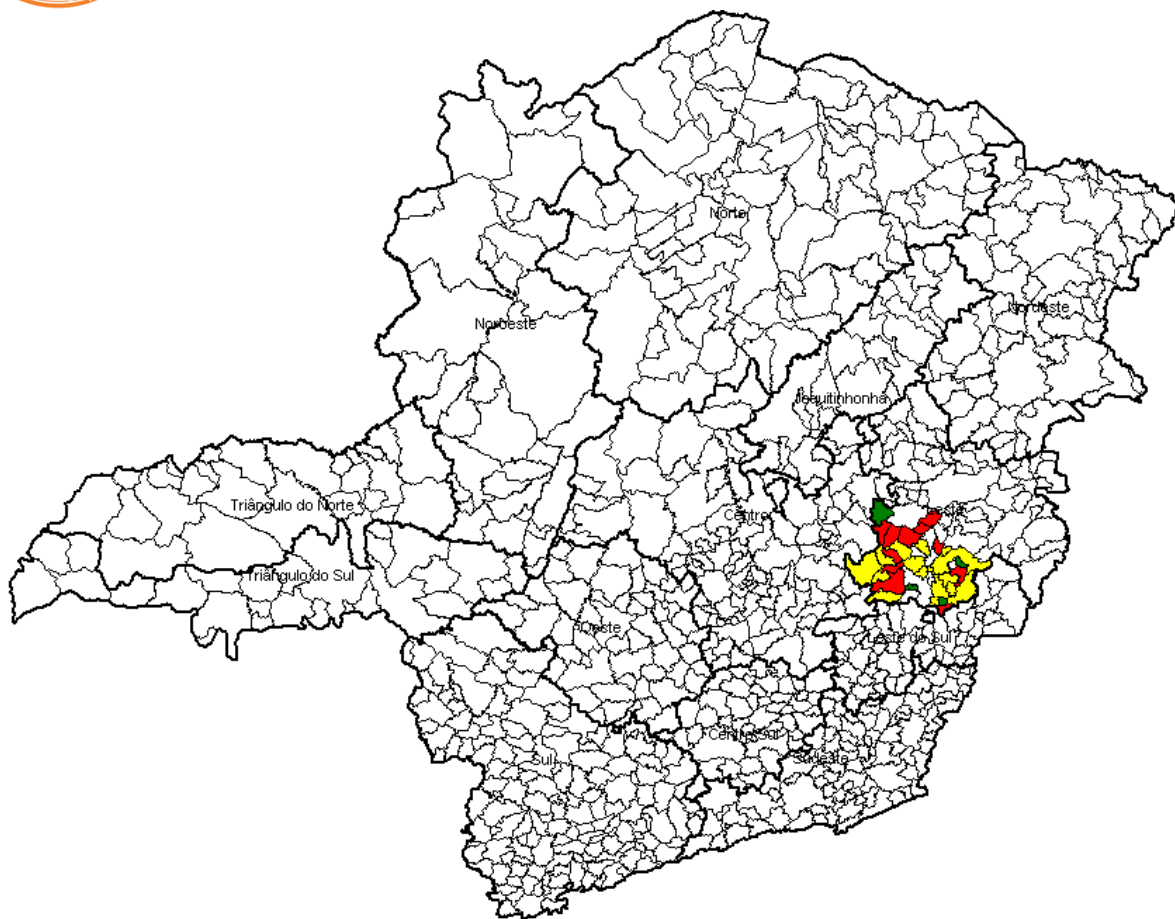 Norte
Nordeste
Noroeste
Jequitinhonha
Triângulo do Norte
Centro
Leste
Triângulo do Sul
Oeste
Leste do Sul
Centro Sul
Sul
Sudeste